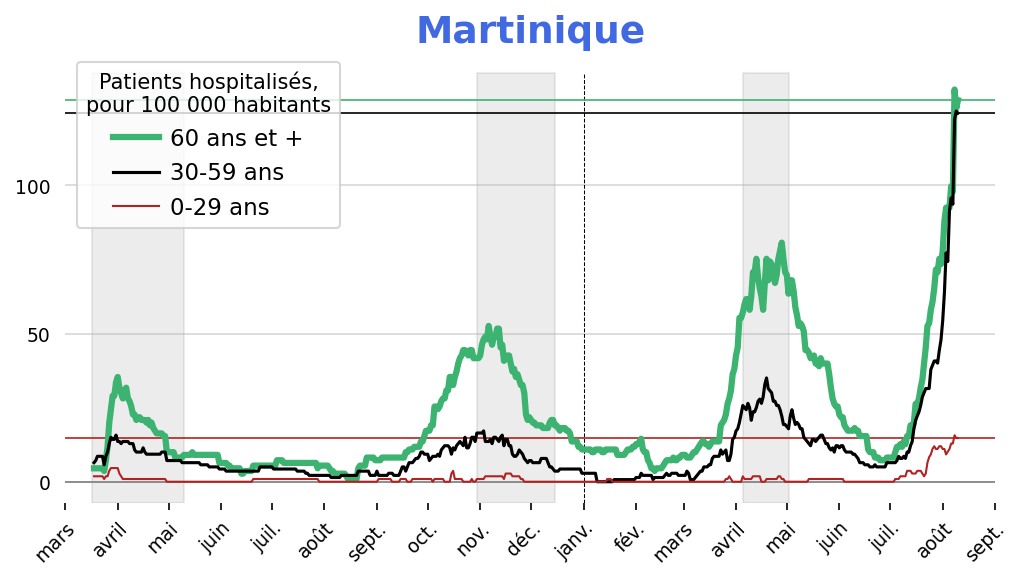 Martinique
Patients hospitalisés,
pour 100 000 habitants
60 ans et +
30-59 ans
0-29 ans
100
50
0
mars
avril
mai
juin
juil.
août
sept.
oct.
nov.
déc.
janv.
fév.
mars
avril
mai
juin
juil.
août
sept.